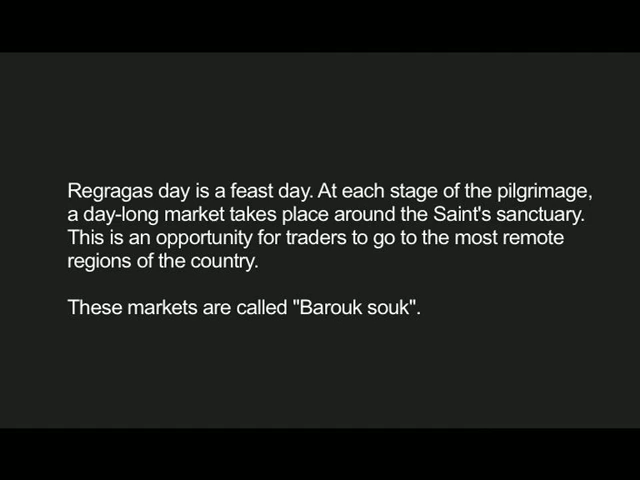 Regragas day is a feast day. At each stage of the pilgrimage,
a day-long market takes place around the Saint's sanctuary.
This is an opportunity for traders to go to the most remote
regions of the country.
These markets are called "Barouk souk".